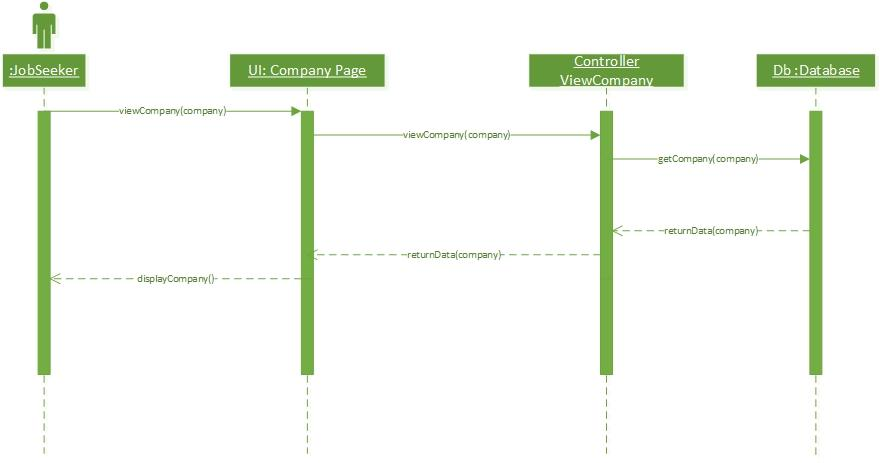 :JobSeeker
UI: Company Page
Controller
ViewCompany
Db :Database
viewCompany(company)
viewCompany(company)
getCompany(company)
returnData(company)
returnData(company)
displayCompany()